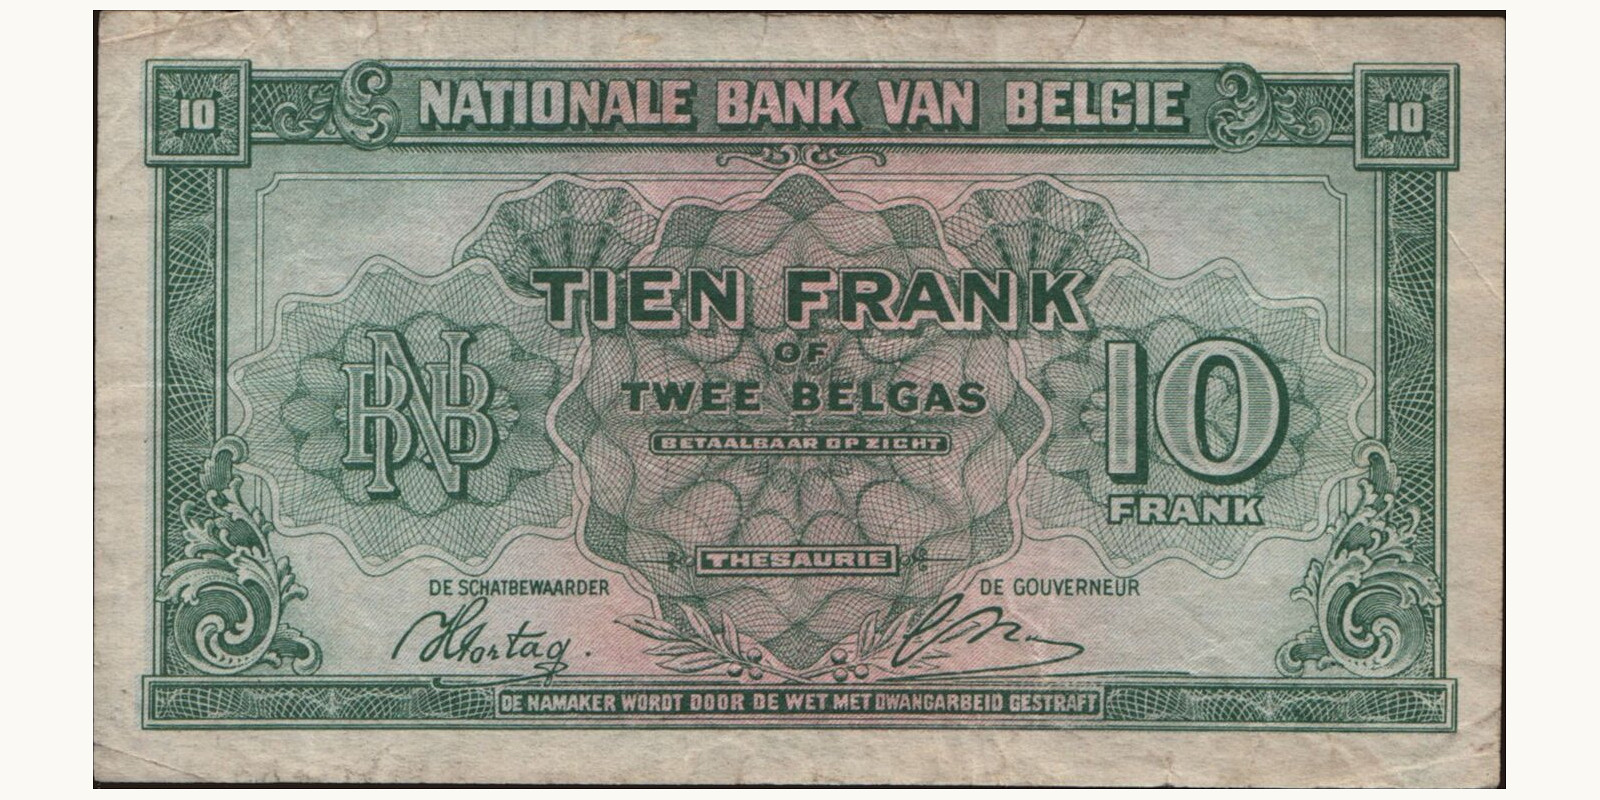 10 NATIONALE BANK VAN BELGIE 10
TIEN FRANK
OF
TWEE BELGAS
BETAALBAAR OP ZICHT
BNB
10
FRANK
THESAURIE
DE SCHATBEWAARDER DE GOUVERNEUR
DE NAMAKER WORDT DOOR DE WET MET DWANGARBEID GESTRAFT